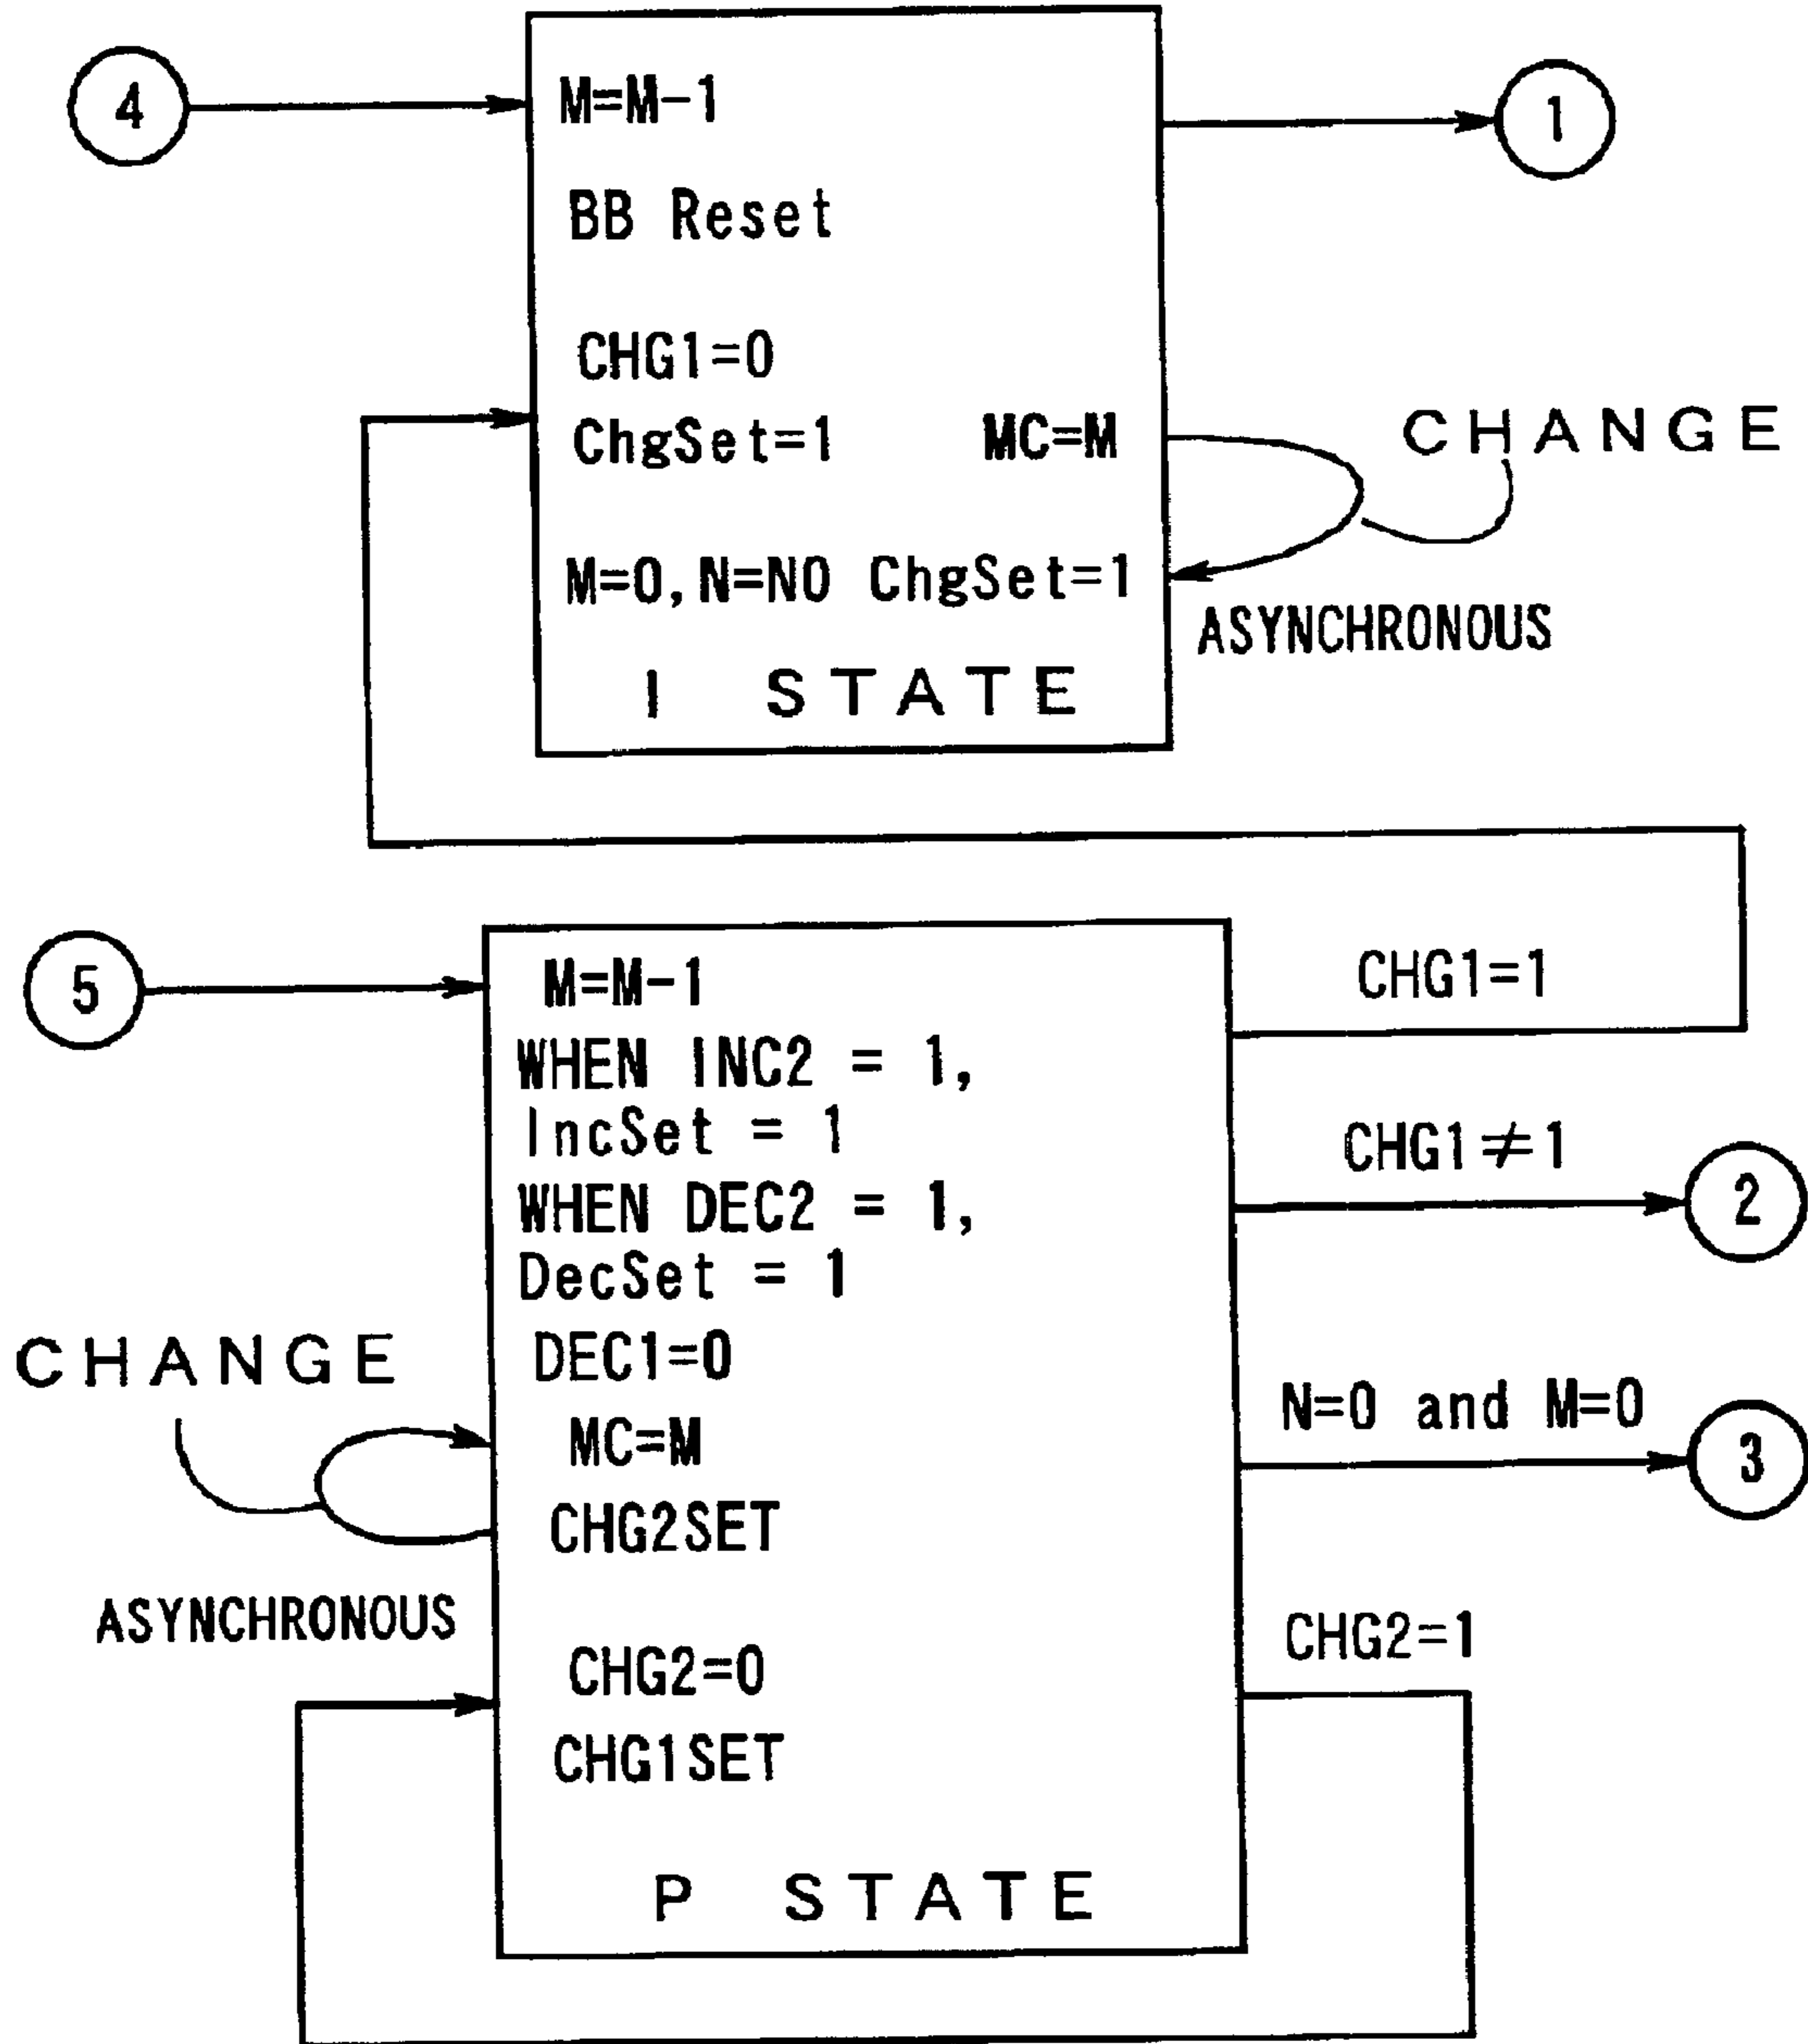 4
M=M-1
1
BB Reset
CHG1=0
ChgSet=1 MC=M
CHANGE
M=0,N=N0 ChgSet=1
ASYNCHRONOUS
I STATE
5
M=M-1
CHG1=1
WHEN INC2 = 1,
IncSet = 1
CHG1≠1
WHEN DEC2 = 1,
2
DecSet = 1
CHANGE
DEC1=0
N=0 and M=0
MC=M
3
CHG2SET
ASYNCHRONOUS
CHG2=1
CHG2=0
CHG1SET
P STATE